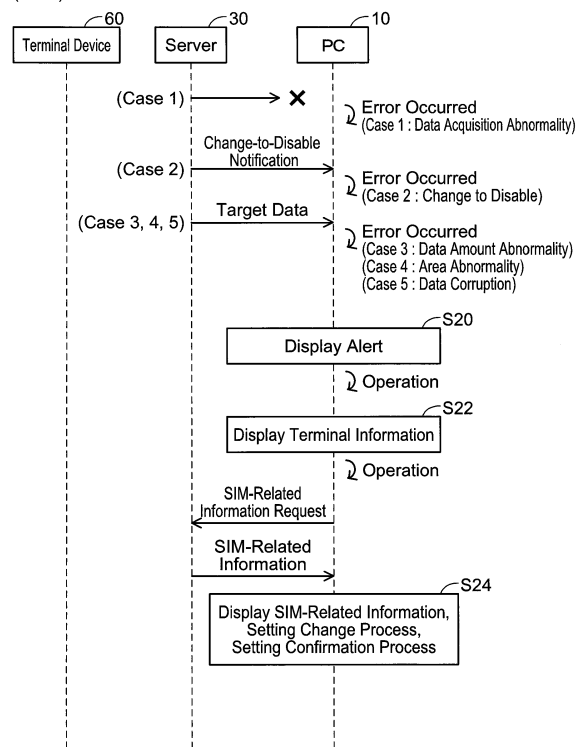 60
30
10
Terminal Device
Server
PC
(Case 1)
Error Occurred
(Case 1 : Data Acquisition Abnormality)
Change-to-Disable
Notification
(Case 2)
Error Occurred
(Case 2 : Change to Disable)
Target Data
(Case 3, 4, 5)
Error Occurred
(Case 3 : Data Amount Abnormality)
(Case 4 : Area Abnormality)
(Case 5 : Data Corruption)
S20
Display Alert
Operation
S22
Display Terminal Information
Operation
SIM-Related
Information Request
SIM-Related
Information
S24
Display SIM-Related Information,
Setting Change Process,
Setting Confirmation Process